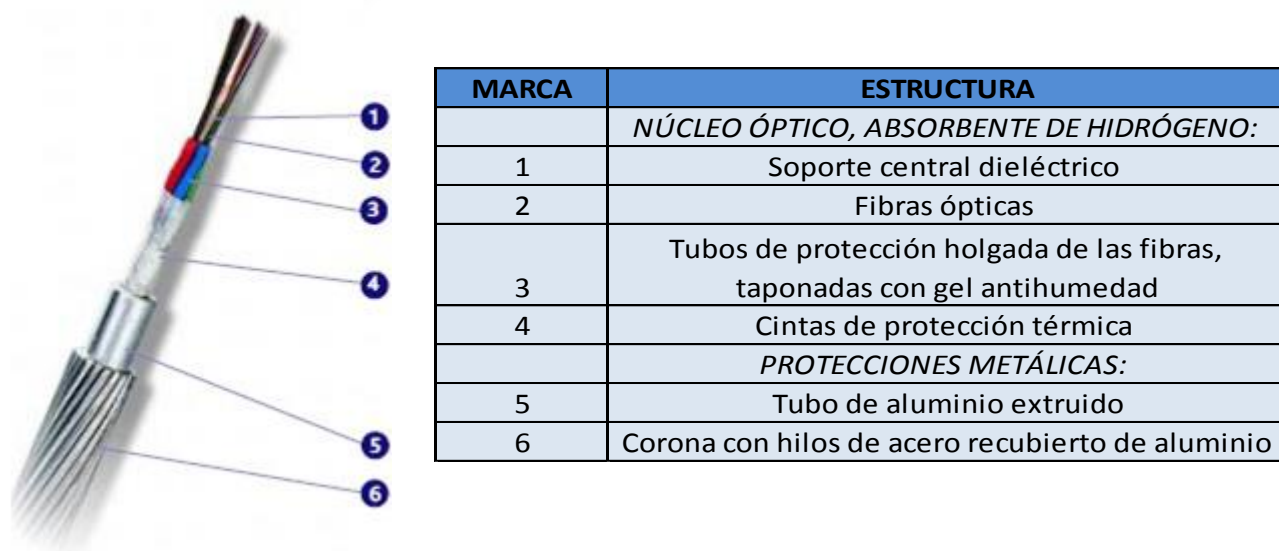 1
2
3
4
5
6
MARCA ESTRUCTURA
NÚCLEO ÓPTICO, ABSORBENTE DE HIDRÓGENO:
1 Soporte central dieléctrico
2 Fibras ópticas
Tubos de protección holgada de las fibras,
3 taponadas con gel antihumedad
4 Cintas de protección térmica
PROTECCIONES METÁLICAS:
5 Tubo de aluminio extruido
6 Corona con hilos de acero recubierto de aluminio